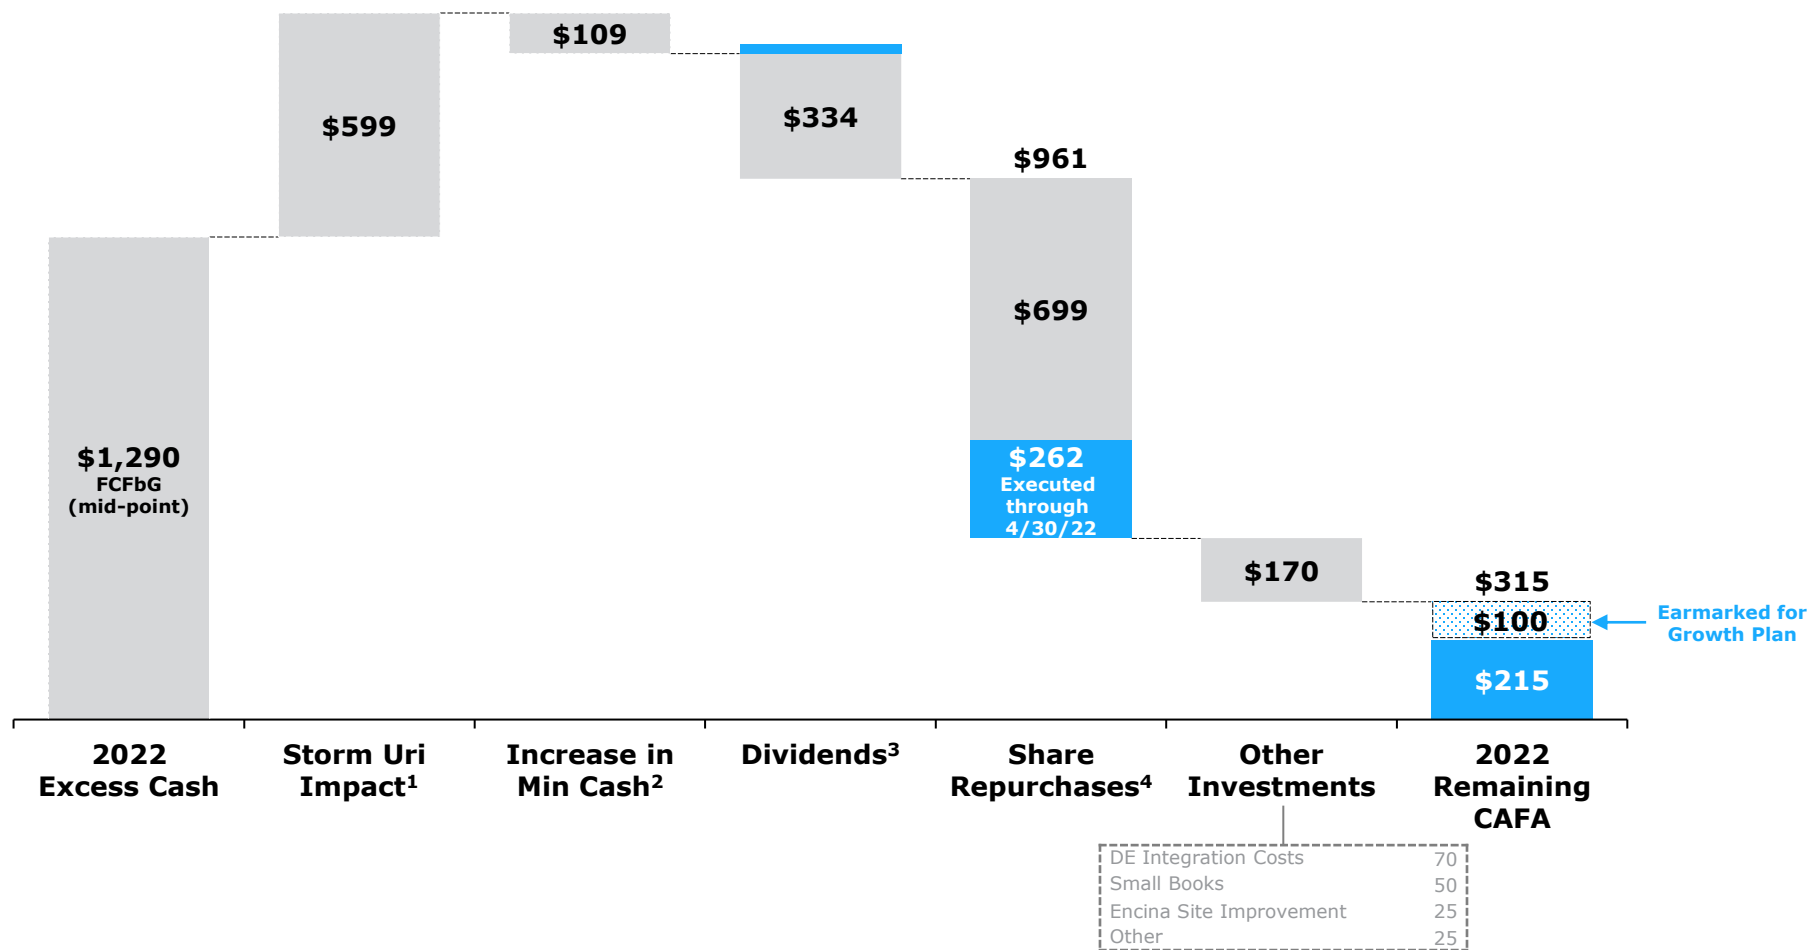 $109
$599
$334
$961
$699
$1,290
FCFbG
(mid-point)
$262
Executed
through
4/30/22
$170
$315
$100
Earmarked for
Growth Plan
$215
2022
Excess Cash
Storm Uri
Impact¹
Increase in
Min Cash²
Dividends³
Share
Repurchases⁴
Other
Investments
2022
Remaining
CAFA
DE Integration Costs 70
Small Books 50
Encina Site Improvement 25
Other 25